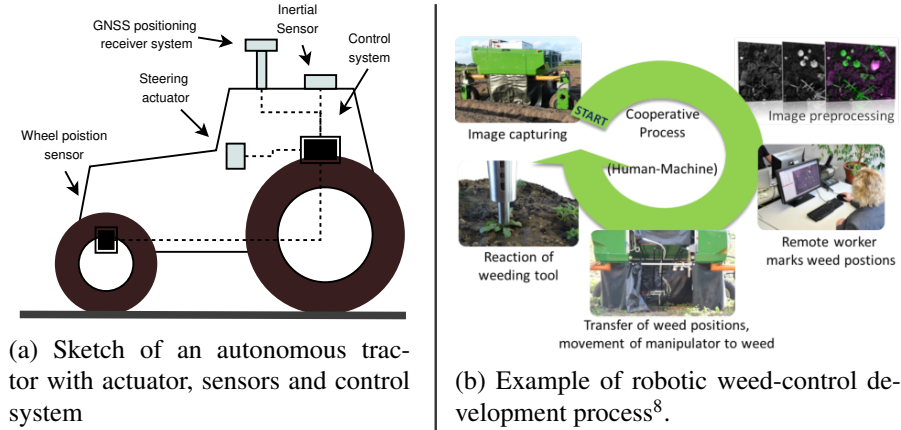 GNSS positioning
receiver system
Inertial
Sensor
Control
system
Steering
actuator
Wheel poistion
sensor
(a) Sketch of an autonomous trac-
tor with actuator, sensors and control
system
START
Cooperative
Process
(Human-Machine)
Image capturing
Image preprocessing
Remote worker
marks weed postions
Transfer of weed positions,
movement of manipulator to weed
Reaction of
weeding tool
(b) Example of robotic weed-control de-
velopment process⁸.